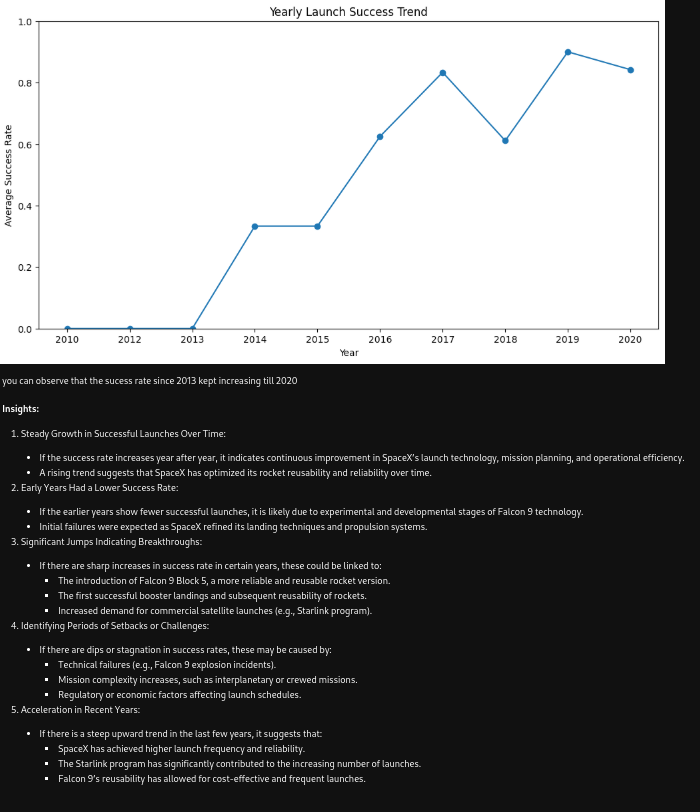 Yearly Launch Success Trend
1.0
0.8
0.6
0.4
0.2
0.0
Average Success Rate
2010 2012 2013 2014 2015 2016 2017 2018 2019 2020
Year
you can observe that the sucess rate since 2013 kept increasing till 2020
Insights:
1. Steady Growth in Successful Launches Over Time:
• If the success rate increases year after year, it indicates continuous improvement in SpaceX's launch technology, mission planning, and operational efficiency.
• A rising trend suggests that SpaceX has optimized its rocket reusability and reliability over time.
2. Early Years Had a Lower Success Rate:
• If the earlier years show fewer successful launches, it is likely due to experimental and developmental stages of Falcon 9 technology.
• Initial failures were expected as SpaceX refined its landing techniques and propulsion systems.
3. Significant Jumps Indicating Breakthroughs:
• If there are sharp increases in success rate in certain years, these could be linked to:
▪ The introduction of Falcon 9 Block 5, a more reliable and reusable rocket version.
▪ The first successful booster landings and subsequent reusability of rockets.
▪ Increased demand for commercial satellite launches (e.g., Starlink program).
4. Identifying Periods of Setbacks or Challenges:
• If there are dips or stagnation in success rates, these may be caused by:
▪ Technical failures (e.g., Falcon 9 explosion incidents).
▪ Mission complexity increases, such as interplanetary or crewed missions.
▪ Regulatory or economic factors affecting launch schedules.
5. Acceleration in Recent Years:
• If there is a steep upward trend in the last few years, it suggests that:
▪ SpaceX has achieved higher launch frequency and reliability.
▪ The Starlink program has significantly contributed to the increasing number of launches.
▪ Falcon 9's reusability has allowed for cost-effective and frequent launches.